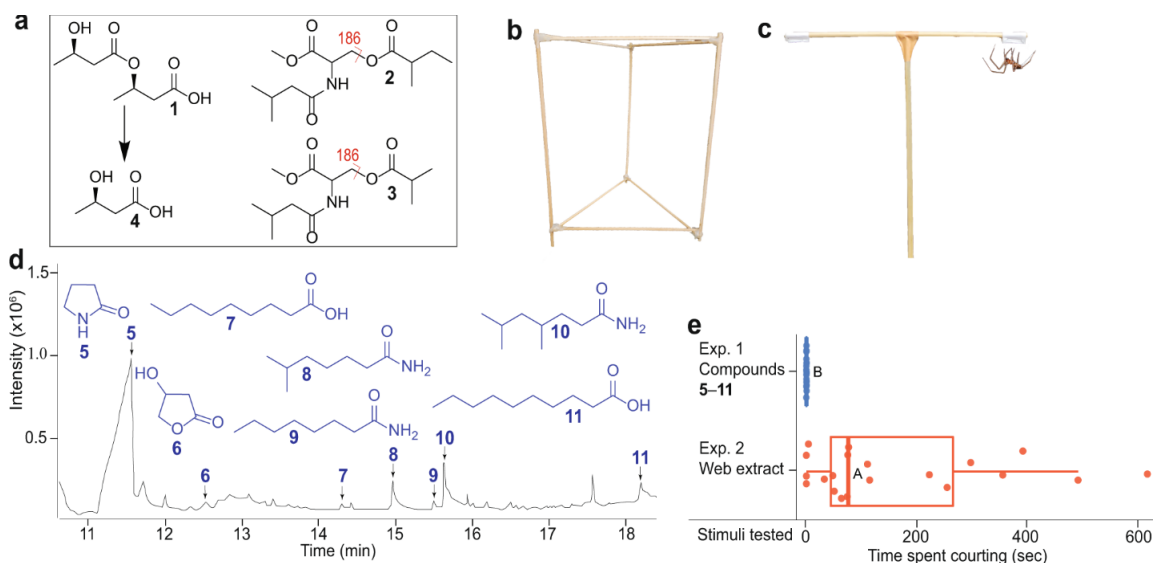 a
OH
O
O
O
OH
1
OH
O
OH
4
O
186
O
O
O
NH
O
2
O
186
O
O
O
NH
O
3
b
c
d
Intensity (x10⁶)
1.5
1.0
0.5
5
N
H
O
5
HO
O
O
6
O
OH
7
O
NH₂
8
O
NH₂
9
O
NH₂
10
O
OH
11
6
7
8
9
10
11
11
12
13
14
15
16
17
18
Time (min)
e
Exp. 1
Compounds
5–11
B
Exp. 2
Web extract
A
Stimuli tested
0
200
400
600
Time spent courting (sec)